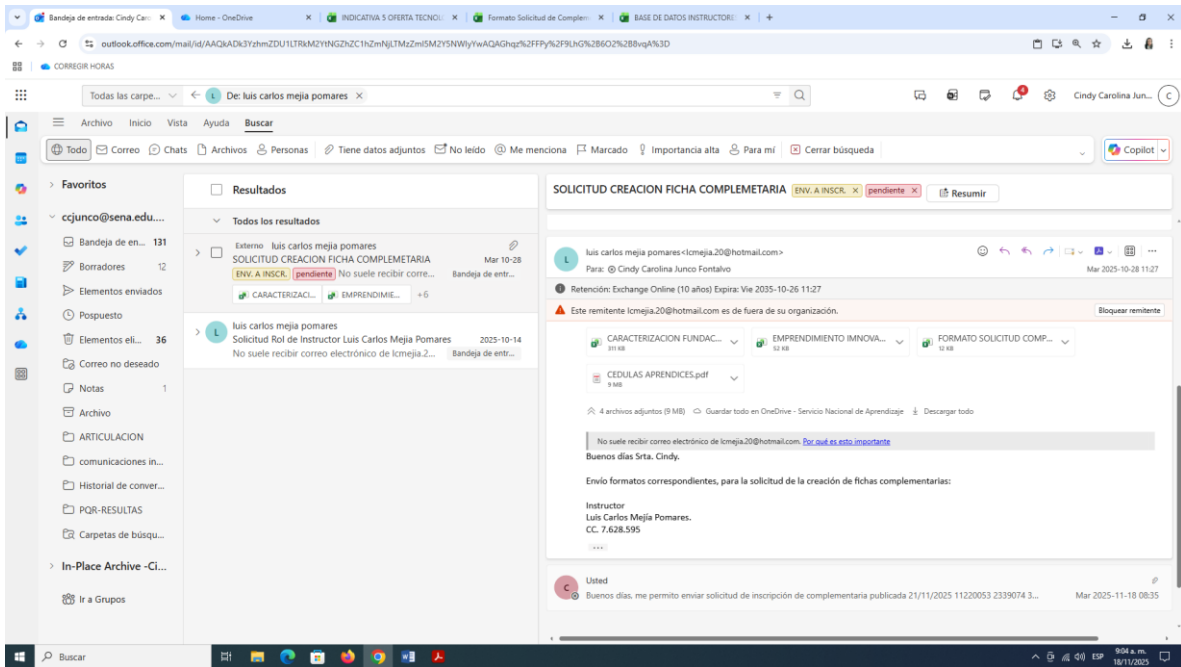 Bandeja de entrada: Cindy Caro
Home - OneDrive
INDICATIVA 5 OFERTA TECNOLÓ
Formato Solicitud de Complem
BASE DE DATOS INSTRUCTORES
outlook.office.com/mail/id/AAQkADk3YzhmZDU1LTRkM2YtNGZhZC1hZmNjLTMzZmI5M2Y5NWIyYwAQAGhqz%2FFPy%2F9LhG%2B6O2%2B8vqA%3D
CORREGIR HORAS
Todas las carpe...
L De: luis carlos mejia pomares
Cindy Carolina Jun... C
Archivo Inicio Vista Ayuda Buscar
Todo Correo Chats Archivos Personas Tiene datos adjuntos No leído Me menciona Marcado Importancia alta Para mí Cerrar búsqueda Copilot
Favoritos
ccjunco@sena.edu....
Bandeja de en... 131
Borradores 12
Elementos enviados
Pospuesto
Elementos eli... 36
Correo no deseado
Notas 1
Archivo
ARTICULACION
comunicaciones in...
Historial de conver...
PQR-RESULTAS
Carpetas de búsqu...
In-Place Archive -Ci...
Ir a Grupos
Resultados
Todos los resultados
Externo luis carlos mejia pomares
SOLICITUD CREACION FICHA COMPLEMETARIA Mar 10-28
ENV. A INSCR. pendiente No suele recibir corre... Bandeja de entr...
CARACTERIZACI... EMPRENDIMIE... +6
L luis carlos mejia pomares
Solicitud Rol de Instructor Luis Carlos Mejia Pomares 2025-10-14
No suele recibir correo electrónico de lcmejia.2... Bandeja de entr...
SOLICITUD CREACION FICHA COMPLEMETARIA ENV. A INSCR. pendiente Resumir
L luis carlos mejia pomares<lcmejia.20@hotmail.com>
Para: Cindy Carolina Junco Fontalvo Mar 2025-10-28 11:27
Retención: Exchange Online (10 años) Expira: Vie 2035-10-26 11:27
Este remitente lcmejia.20@hotmail.com es de fuera de su organización. Bloquear remitente
CARACTERIZACION FUNDAC...
311 KB
EMPRENDIMIENTO IMNOVA...
52 KB
FORMATO SOLICITUD COMP...
12 KB
CEDULAS APRENDICES.pdf
9 MB
4 archivos adjuntos (9 MB) Guardar todo en OneDrive - Servicio Nacional de Aprendizaje Descargar todo
No suele recibir correo electrónico de lcmejia.20@hotmail.com. Por qué es esto importante
Buenos días Srta. Cindy.
Envío formatos correspondientes, para la solicitud de la creación de fichas complementarias:
Instructor
Luis Carlos Mejía Pomares.
CC. 7.628.595
...
C Usted
Buenos días, me permito enviar solicitud de inscripción de complementaria publicada 21/11/2025 11220053 2339074 3... Mar 2025-11-18 08:35
Buscar
ESP
9:04 a. m.
18/11/2025